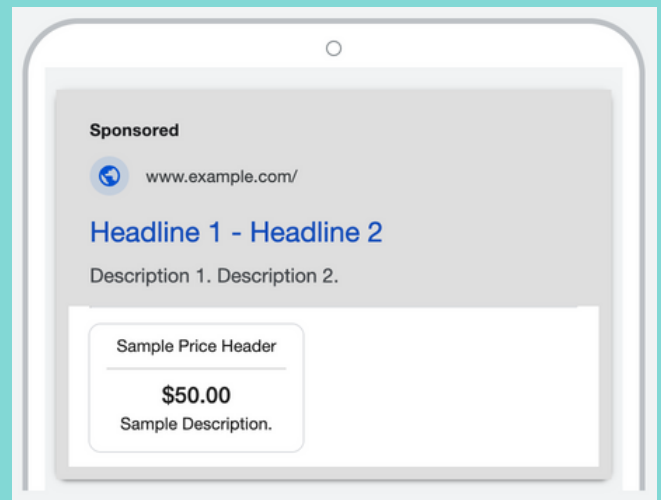 Sponsored
www.example.com/
Headline 1 - Headline 2
Description 1. Description 2.
Sample Price Header
$50.00
Sample Description.